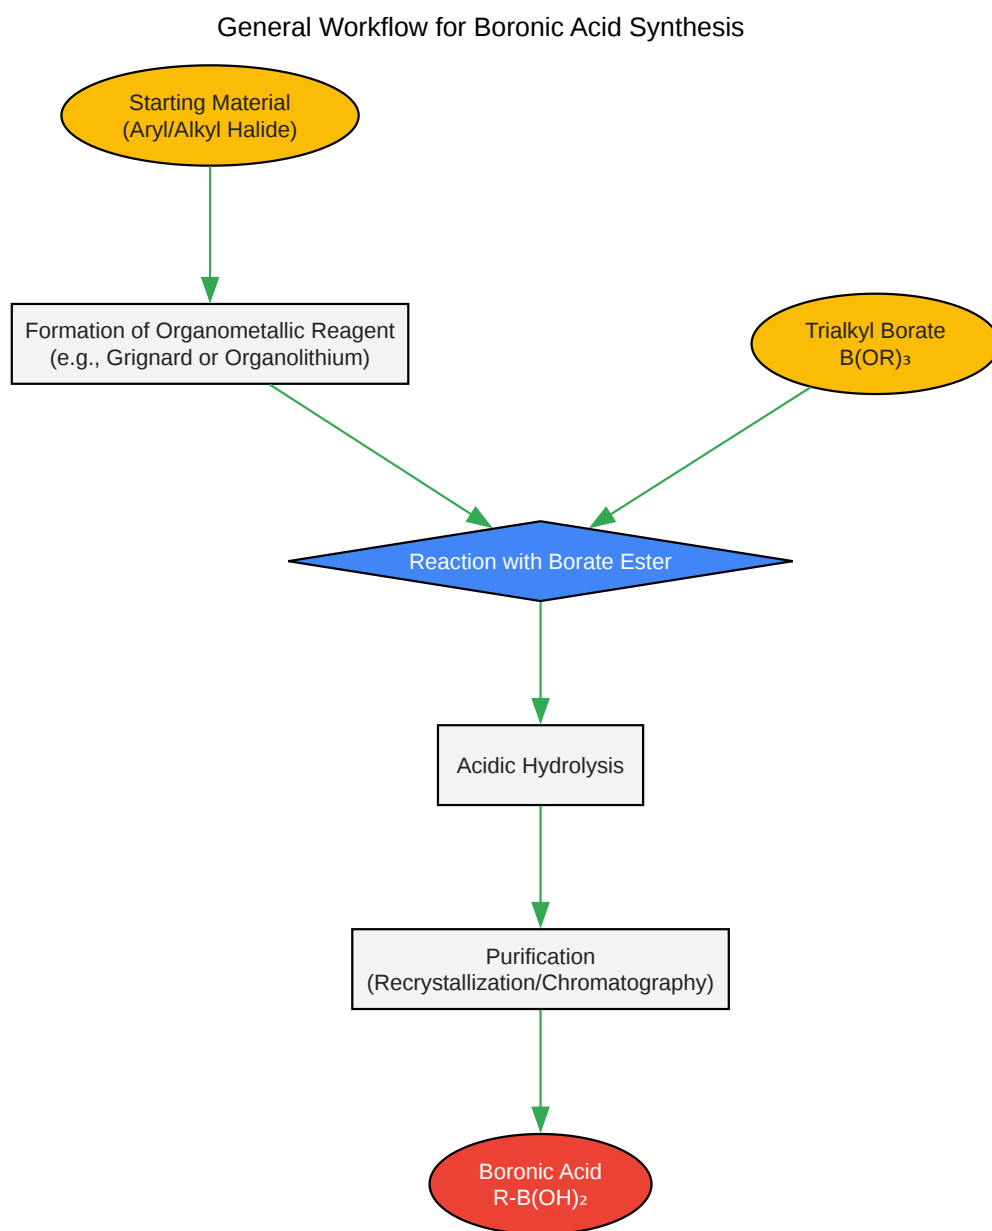 General Workflow for Boronic Acid Synthesis
Starting Material
(Aryl/Alkyl Halide)
Formation of Organometallic Reagent
(e.g., Grignard or Organolithium)
Trialkyl Borate
B(OR)₃
Reaction with Borate Ester
Acidic Hydrolysis
Purification
(Recrystallization/Chromatography)
Boronic Acid
R-B(OH)₂